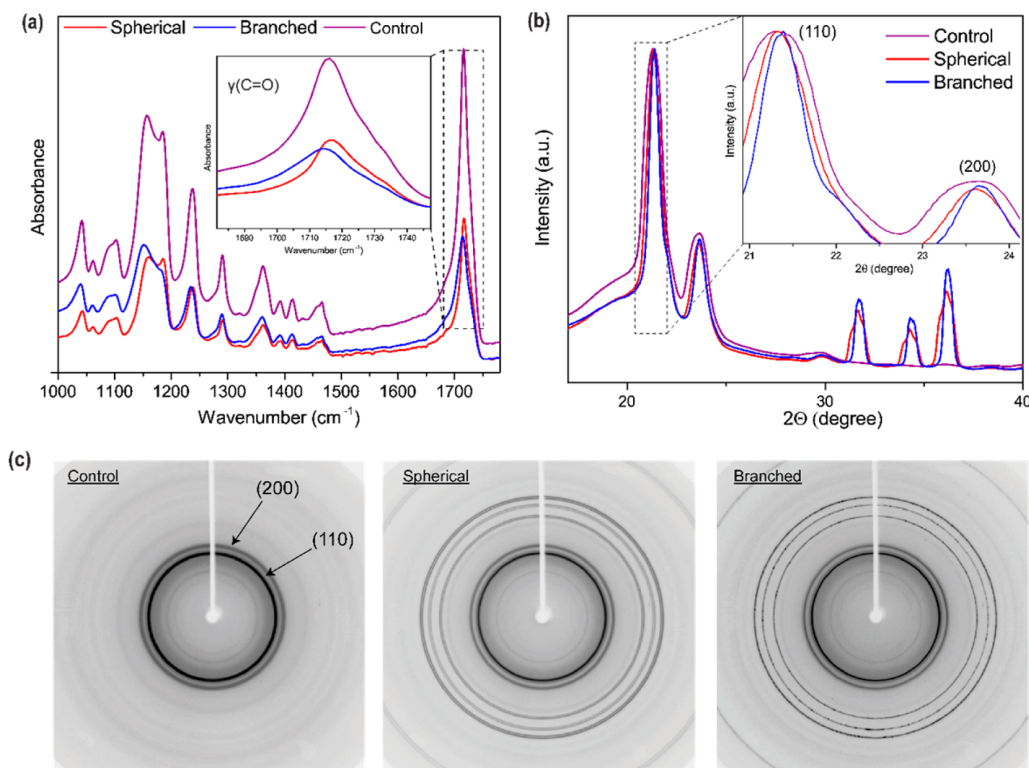 (a)
Spherical Branched Control
γ(C=O)
Absorbance
1680 1690 1700 1710 1720 1730 1740
Wavenumber (cm⁻¹)
Absorbance
1000 1100 1200 1300 1400 1500 1600 1700
Wavenumber (cm⁻¹)
(b)
(110)
(200)
Control
Spherical
Branched
Intensity (a.u.)
21 22 23 24
2θ (degree)
Intensity (a.u.)
20 30 40
2Θ (degree)
(c)
Control
(200)
(110)
Spherical
Branched